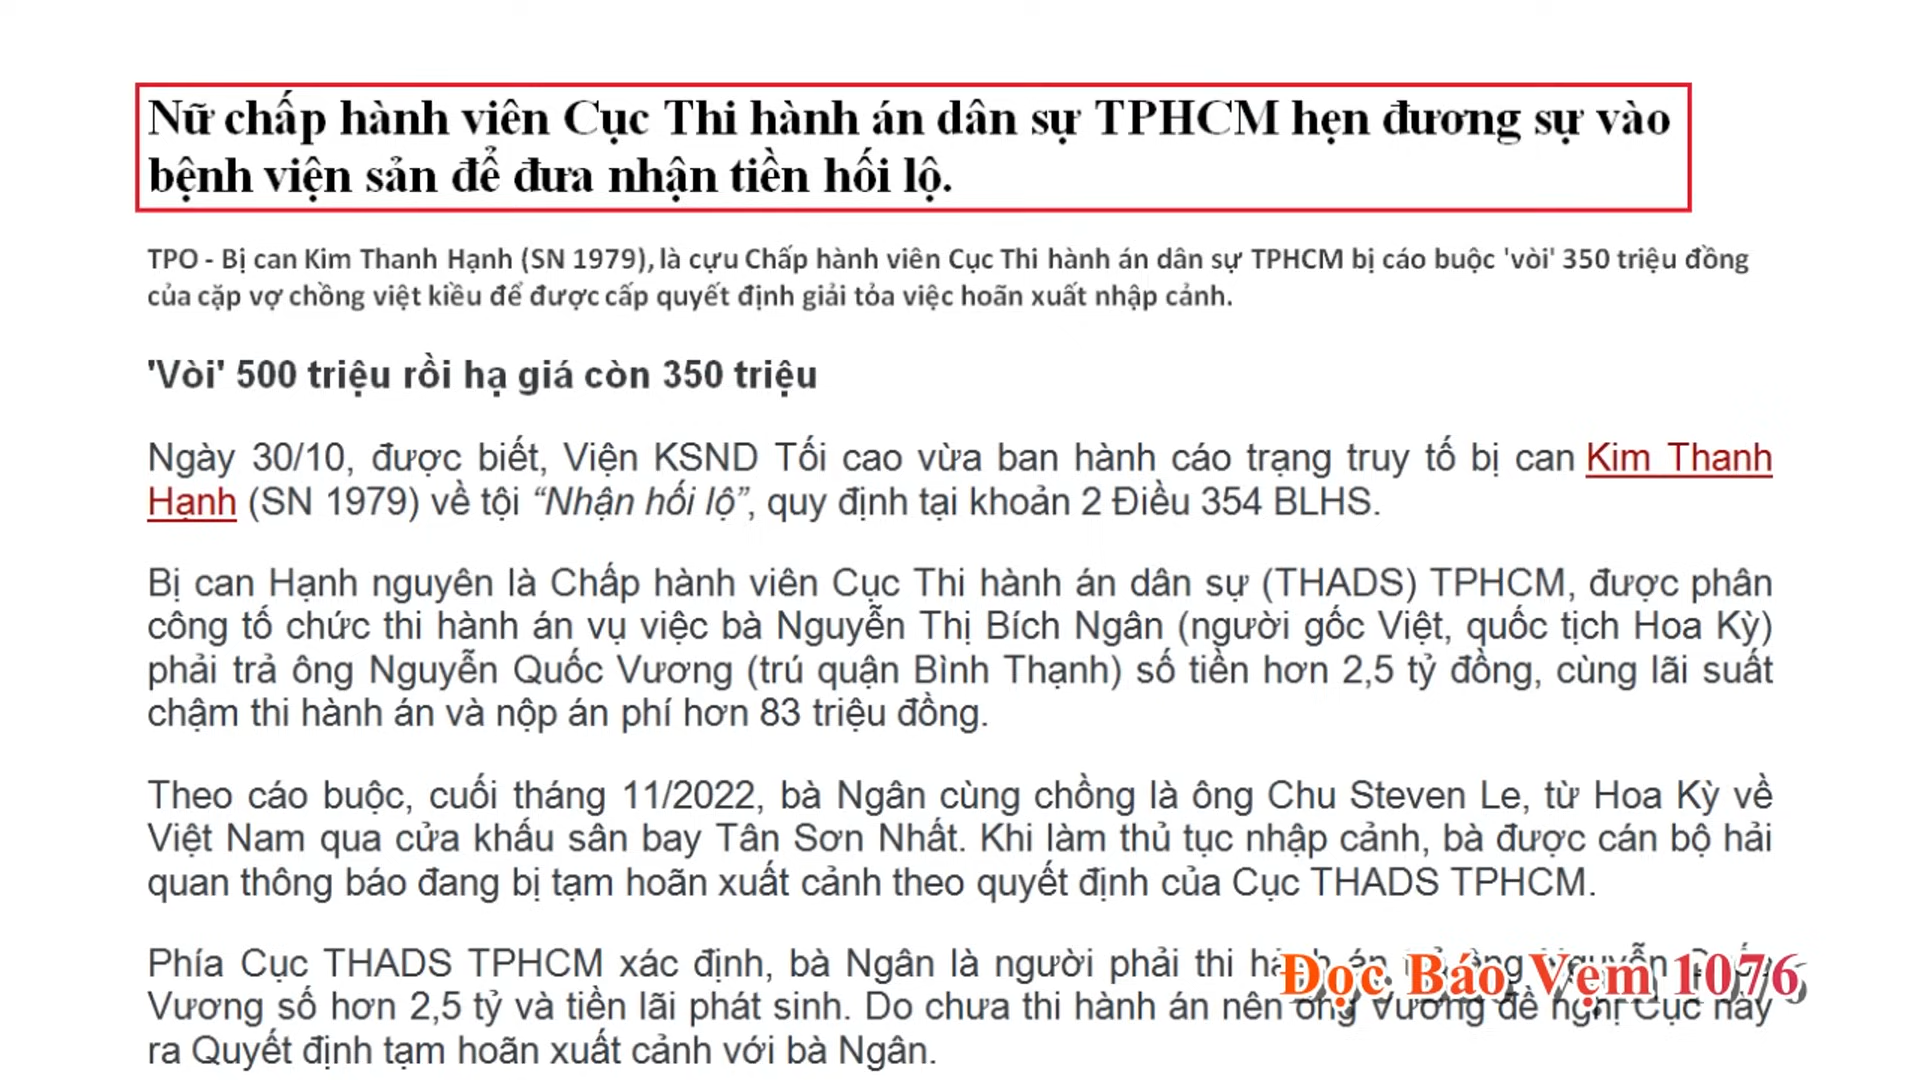 Nữ chấp hành viên Cục Thi hành án dân sự TPHCM hẹn đương sự vào
bệnh viện sản để đưa nhận tiền hối lộ.
TPO - Bị can Kim Thanh Hạnh (SN 1979), là cựu Chấp hành viên Cục Thi hành án dân sự TPHCM bị cáo buộc 'vòi' 350 triệu đồng
của cặp vợ chồng việt kiều để được cấp quyết định giải tỏa việc hoãn xuất nhập cảnh.
'Vòi' 500 triệu rồi hạ giá còn 350 triệu
Ngày 30/10, được biết, Viện KSND Tối cao vừa ban hành cáo trạng truy tố bị can Kim Thanh
Hạnh (SN 1979) về tội “Nhận hối lộ”, quy định tại khoản 2 Điều 354 BLHS.
Bị can Hạnh nguyên là Chấp hành viên Cục Thi hành án dân sự (THADS) TPHCM, được phân
công tổ chức thi hành án vụ việc bà Nguyễn Thị Bích Ngân (người gốc Việt, quốc tịch Hoa Kỳ)
phải trả ông Nguyễn Quốc Vương (trú quận Bình Thạnh) số tiền hơn 2,5 tỷ đồng, cùng lãi suất
chậm thi hành án và nộp án phí hơn 83 triệu đồng.
Theo cáo buộc, cuối tháng 11/2022, bà Ngân cùng chồng là ông Chu Steven Le, từ Hoa Kỳ về
Việt Nam qua cửa khẩu sân bay Tân Sơn Nhất. Khi làm thủ tục nhập cảnh, bà được cán bộ hải
quan thông báo đang bị tạm hoãn xuất cảnh theo quyết định của Cục THADS TPHCM.
Phía Cục THADS TPHCM xác định, bà Ngân là người phải thi hành án
Đọc Báo Vẹm 1076
Vương số hơn 2,5 tỷ và tiền lãi phát sinh. Do chưa thi hành án nên ông Vương đề nghị Cục này
ra Quyết định tạm hoãn xuất cảnh với bà Ngân.